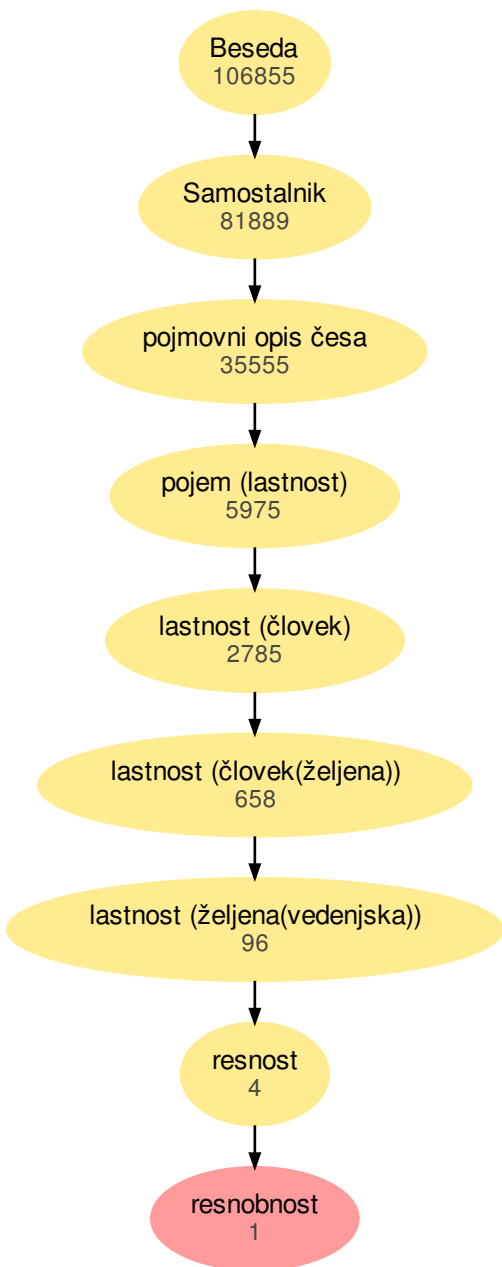 Beseda
106855
Samostalnik
81889
pojmovni opis česa
35555
pojem (lastnost)
5975
lastnost (človek)
2785
lastnost (človek(željena))
658
lastnost (željena(vedenjska))
96
resnost
4
resnobnost
1